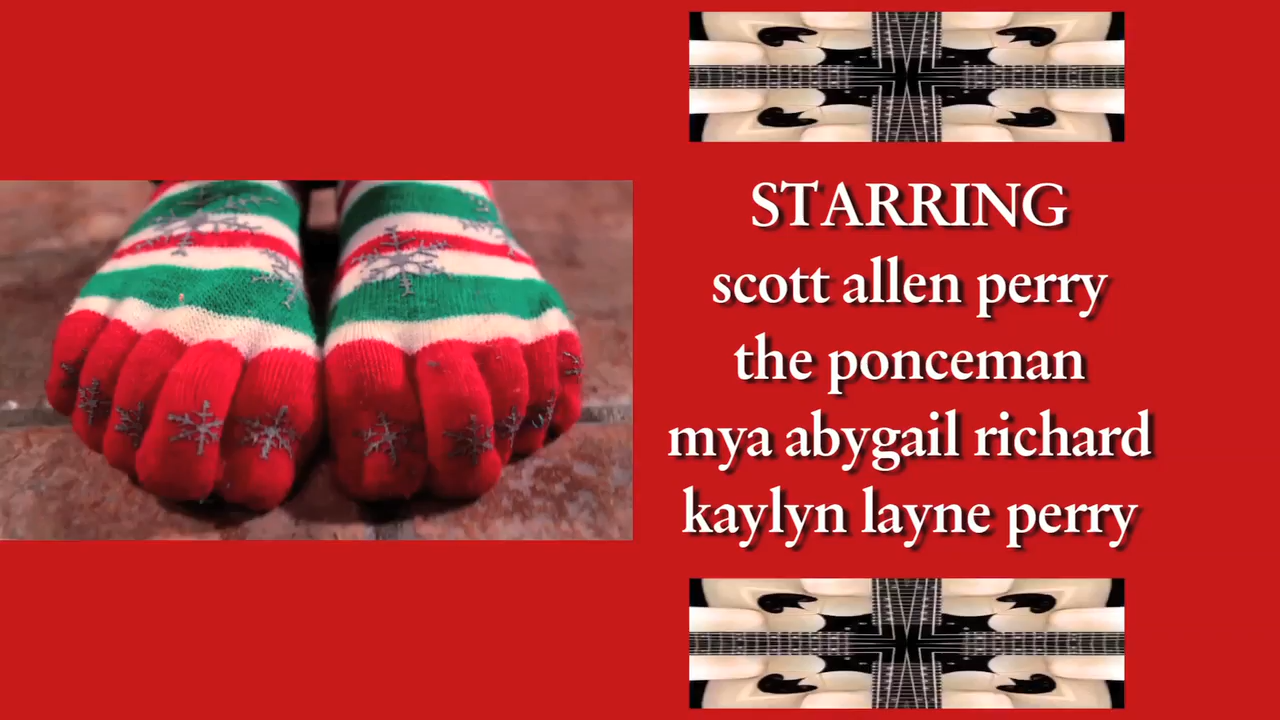 STARRING
scott allen perry
the ponceman
mya abygail richard
kaylyn layne perry